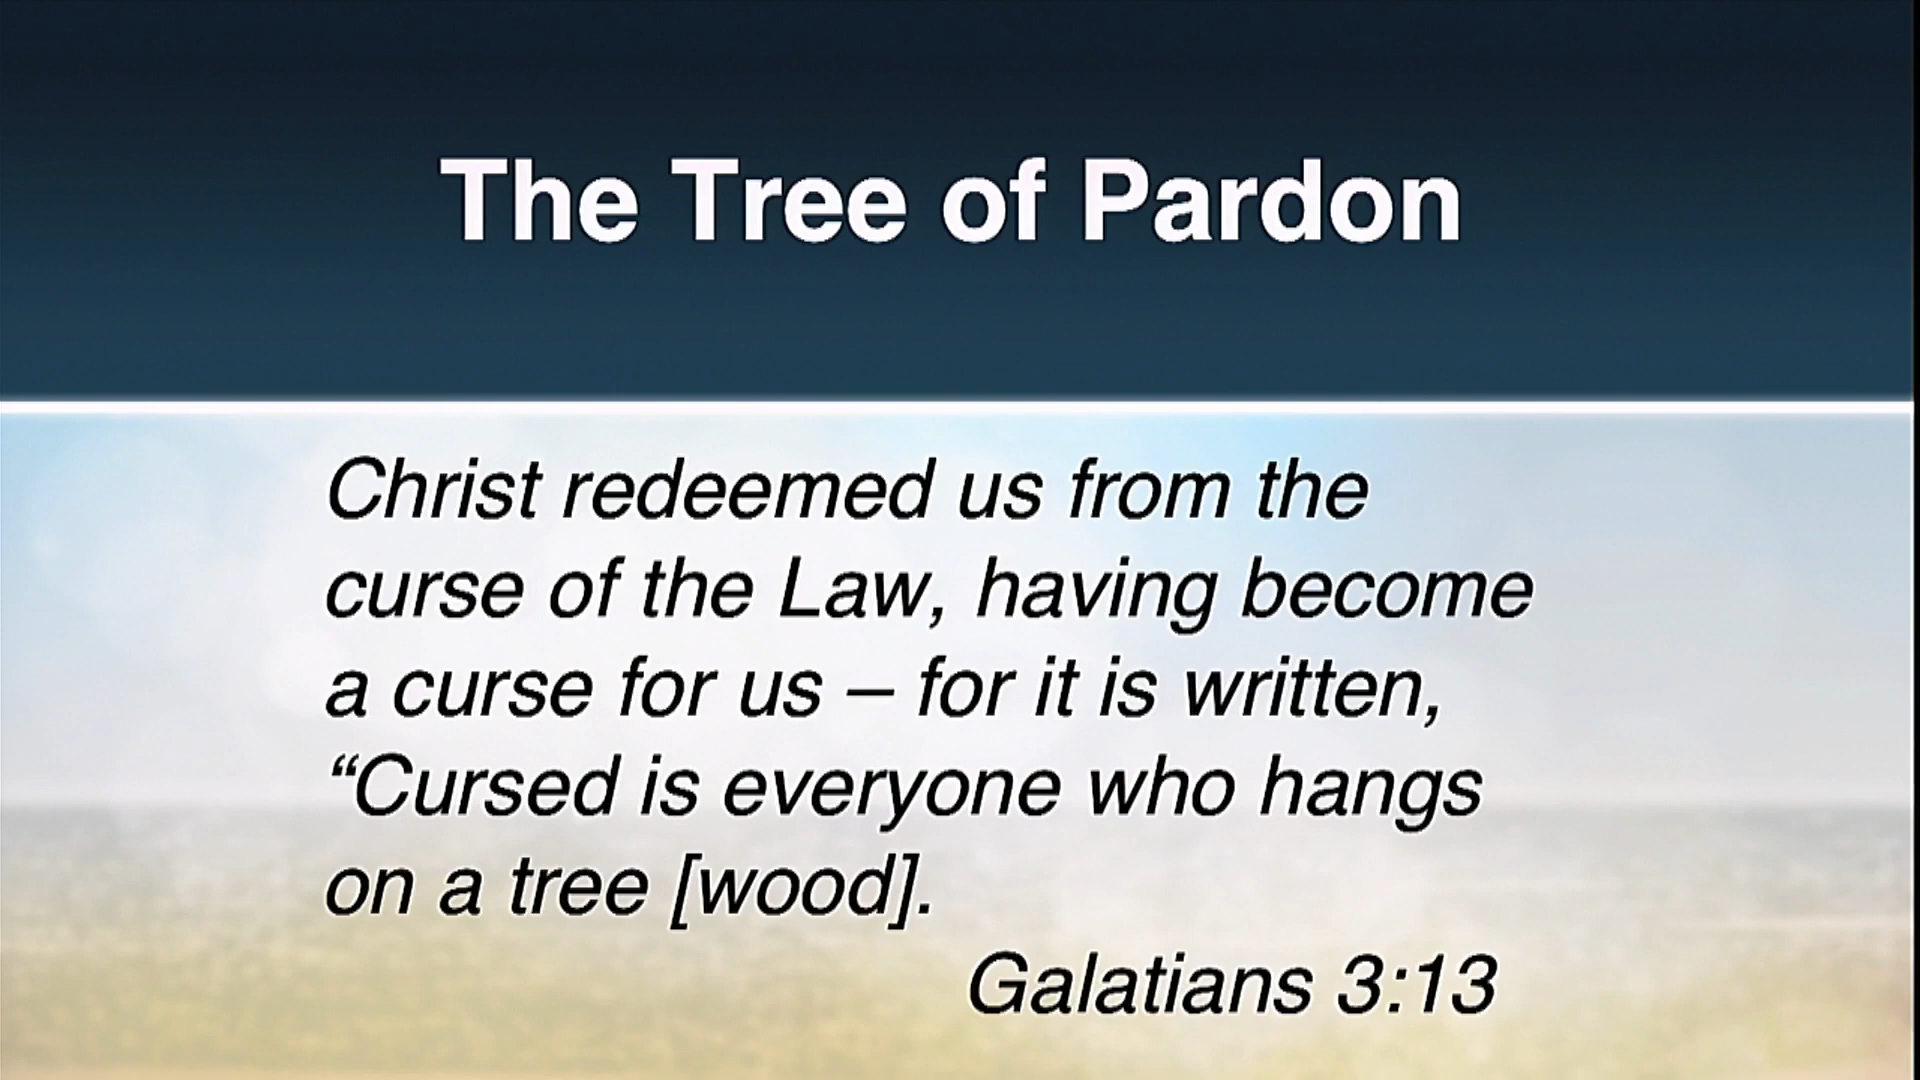 The Tree of Pardon
Christ redeemed us from the
curse of the Law, having become
a curse for us – for it is written,
“Cursed is everyone who hangs
on a tree [wood].
Galatians 3:13